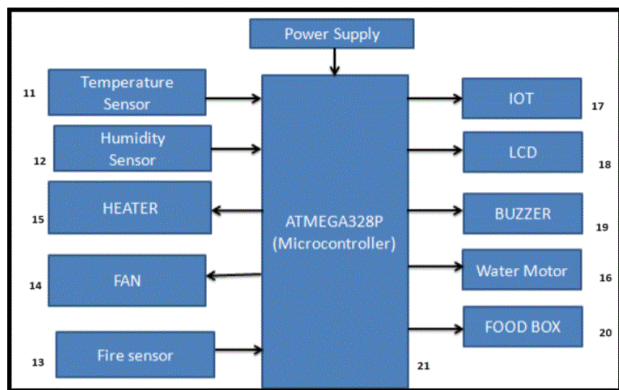 Power Supply
11
Temperature
Sensor
12
Humidity
Sensor
15
HEATER
14
FAN
13
Fire sensor
ATMEGA328P
(Microcontroller)
21
IOT
17
LCD
18
BUZZER
19
Water Motor
16
FOOD BOX
20